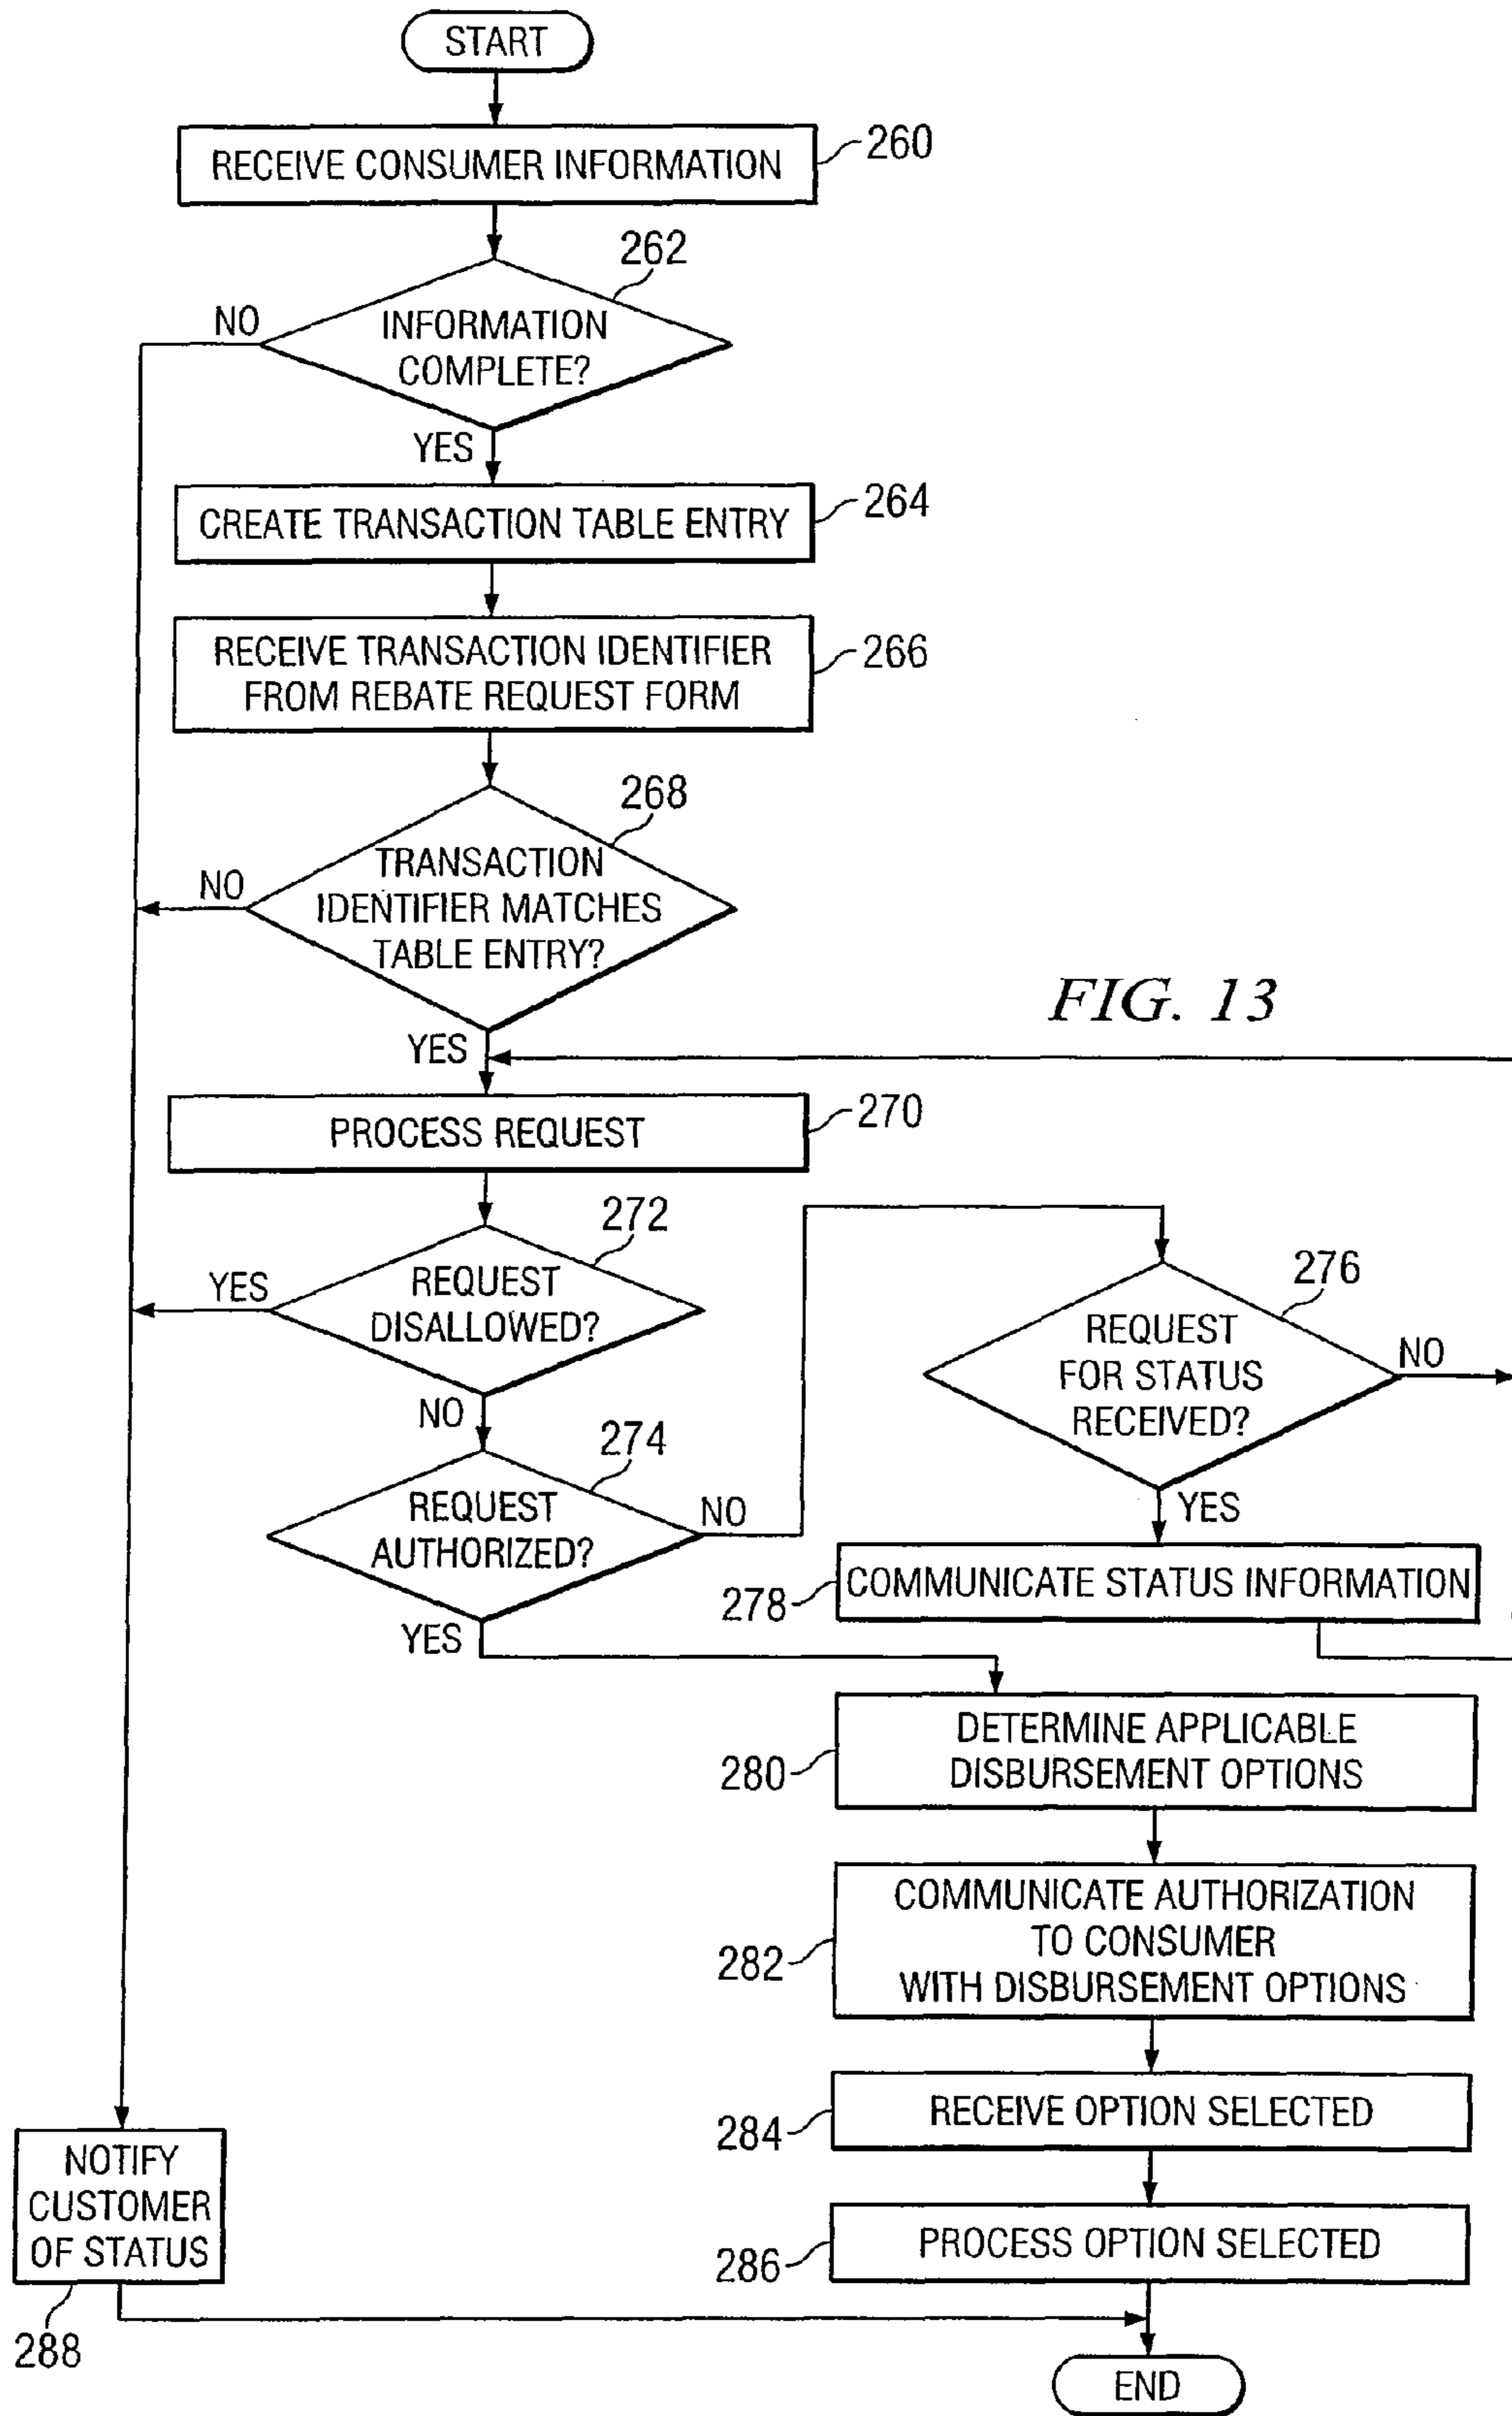 START
RECEIVE CONSUMER INFORMATION
260
262
NO
INFORMATION
COMPLETE?
YES
CREATE TRANSACTION TABLE ENTRY
264
RECEIVE TRANSACTION IDENTIFIER
FROM REBATE REQUEST FORM
266
268
NO
TRANSACTION
IDENTIFIER MATCHES
TABLE ENTRY?
FIG. 13
YES
PROCESS REQUEST
270
272
YES
REQUEST
DISALLOWED?
NO
274
REQUEST
AUTHORIZED?
NO
YES
276
REQUEST
FOR STATUS
RECEIVED?
NO
YES
COMMUNICATE STATUS INFORMATION
278
DETERMINE APPLICABLE
DISBURSEMENT OPTIONS
280
COMMUNICATE AUTHORIZATION
TO CONSUMER
WITH DISBURSEMENT OPTIONS
282
RECEIVE OPTION SELECTED
284
PROCESS OPTION SELECTED
286
NOTIFY
CUSTOMER
OF STATUS
288
END